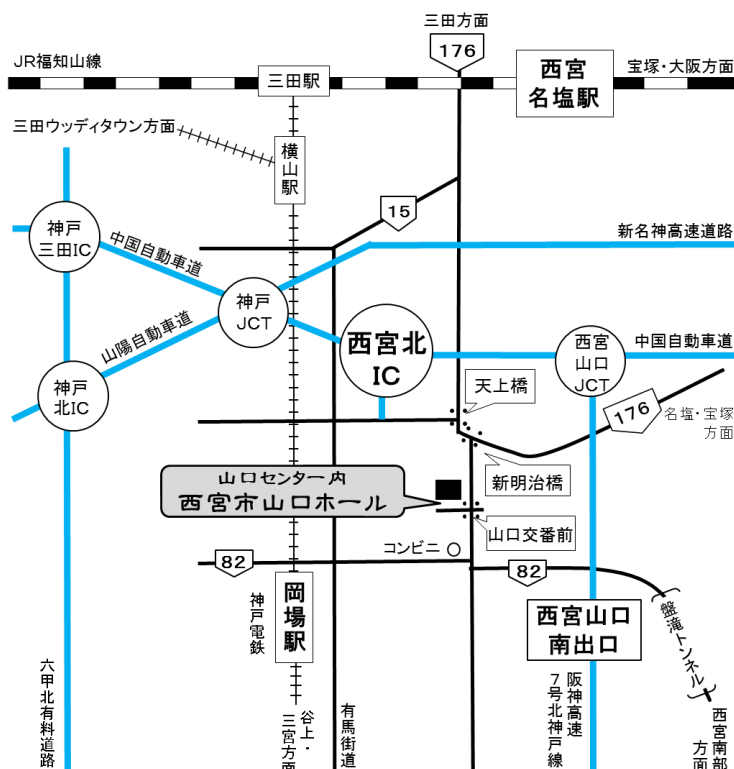 三田方面
176
JR福知山線
三田駅
西宮
名塩駅
宝塚・大阪方面
三田ウッディタウン方面
横山駅
15
神戸
三田IC
中国自動車道
新名神高速道路
神戸
JCT
山陽自動車道
西宮北
IC
西宮
山口
JCT
中国自動車道
神戸
北IC
天上橋
176
名塩・宝塚
方面
山口センター内
西宮市山口ホール
新明治橋
山口交番前
コンビニ
82
82
岡場駅
神戸電鉄
西宮山口
南出口
盤滝トンネル
六甲北有料道路
谷上・
三宮方面
有馬街道
阪神高速
7号北神戸線
西宮南部
方面